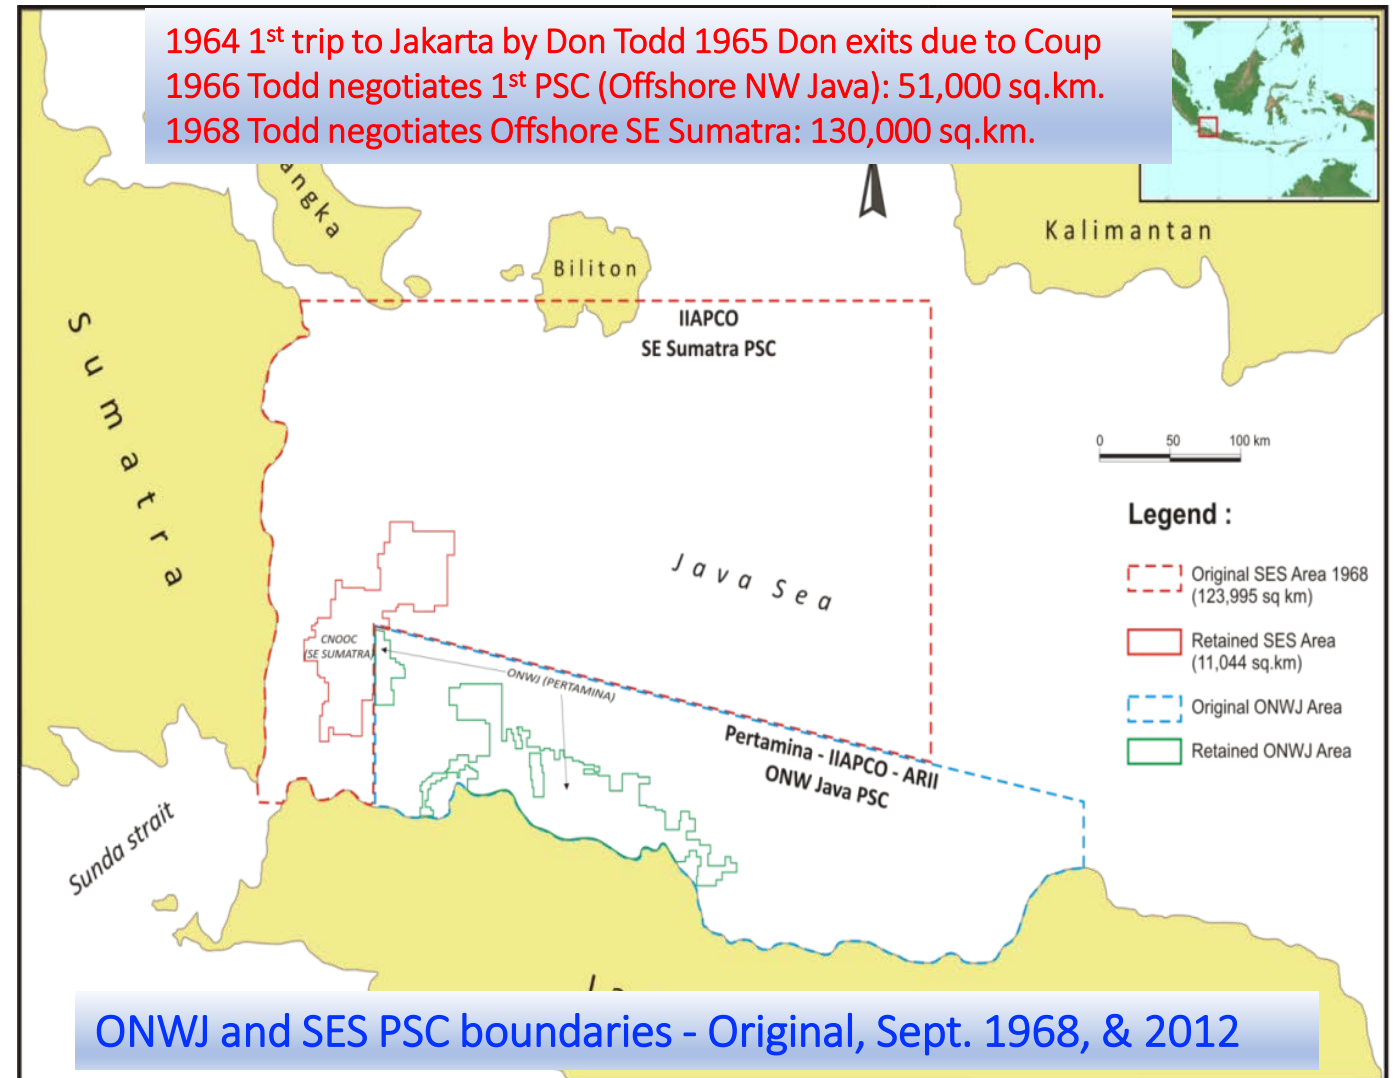 1964 1st trip to Jakarta by Don Todd 1965 Don exits due to Coup
1966 Todd negotiates 1st PSC (Offshore NW Java): 51,000 sq.km.
1968 Todd negotiates Offshore SE Sumatra: 130,000 sq.km.
angka
Biliton
Kalimantan
IIAPCO
SE Sumatra PSC
Sumatra
0 50 100 km
Java Sea
Legend :
Original SES Area 1968
(123,995 sq km)
Retained SES Area
(11,044 sq.km)
Original ONWJ Area
Retained ONWJ Area
CNOOC
(SE SUMATRA)
ONWJ (PERTAMINA)
Pertamina - IIAPCO - ARII
ONW Java PSC
Sunda strait
ONWJ and SES PSC boundaries - Original, Sept. 1968, & 2012